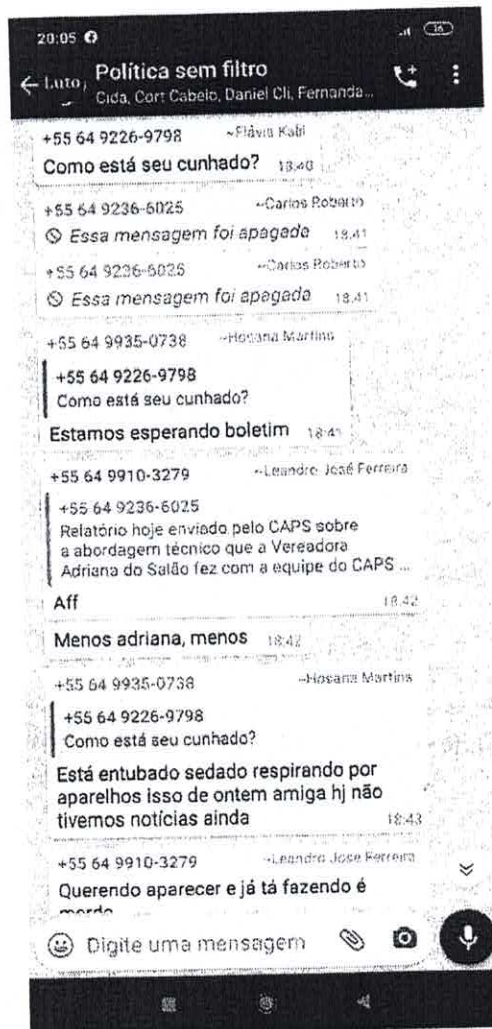 20:05
16
Luto, Política sem filtro
Cida, Cort Cabelo, Daniel Cli, Fernanda...
+55 64 9226-9798 ~Flávia Kabi
Como está seu cunhado? 18:40
+55 64 9236-6025 ~Carlos Roberto
Essa mensagem foi apagada 18:41
+55 64 9236-6025 ~Carlos Roberto
Essa mensagem foi apagada 18:41
+55 64 9935-0738 ~Hosana Martins
+55 64 9226-9798
Como está seu cunhado?
Estamos esperando boletim 18:41
+55 64 9910-3279 ~Leandro José Ferreira
+55 64 9236-6025
Relatório hoje enviado pelo CAPS sobre
a abordagem técnico que a Vereadora
Adriana do Salão fez com a equipe do CAPS ...
Aff 18:42
Menos adriana, menos 18:42
+55 64 9935-0738 ~Hosana Martins
+55 64 9226-9798
Como está seu cunhado?
Está entubado sedado respirando por
aparelhos isso de ontem amiga hj não
tivemos notícias ainda 18:43
+55 64 9910-3279 ~Leandro José Ferreira
Querendo aparecer e já tá fazendo é
merda
Digite uma mensagem